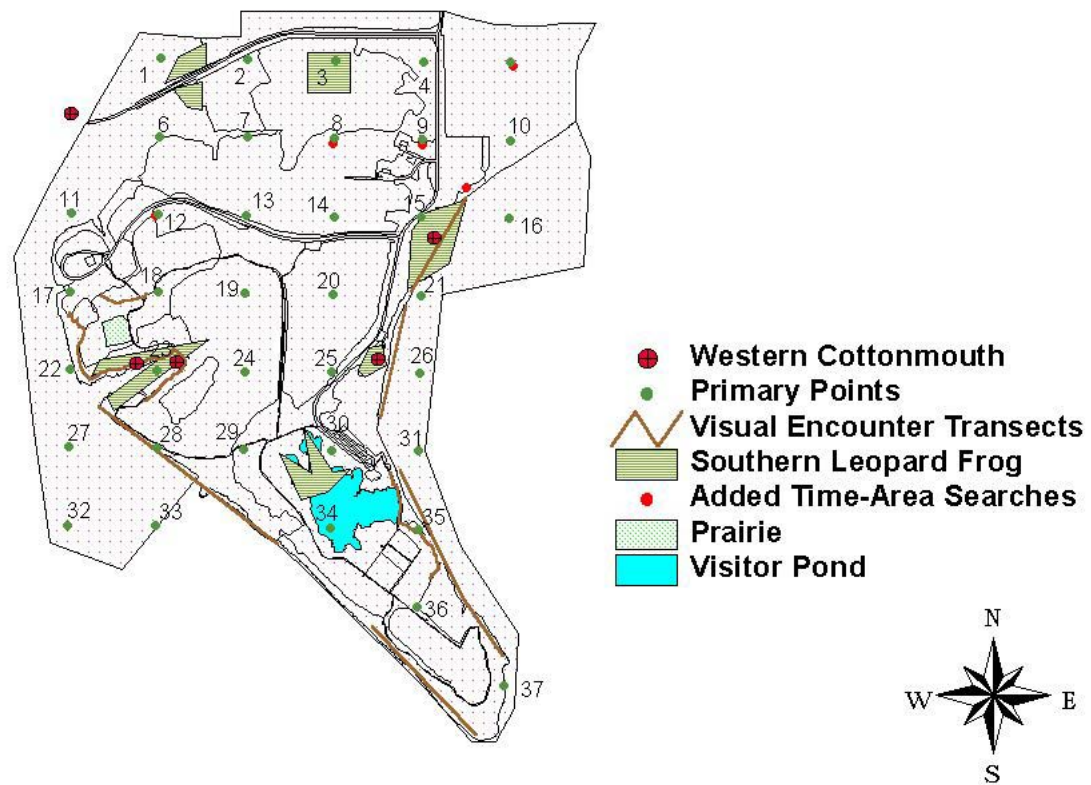 1 2 3 4
6 7 8 9 10
11 12 13 14 15 16
17 18 19 20 21
22 23 24 25 26
27 28 29 30 31
32 33 34 35
36
37
Western Cottonmouth
Primary Points
Visual Encounter Transects
Southern Leopard Frog
Added Time-Area Searches
Prairie
Visitor Pond
N
W E
S